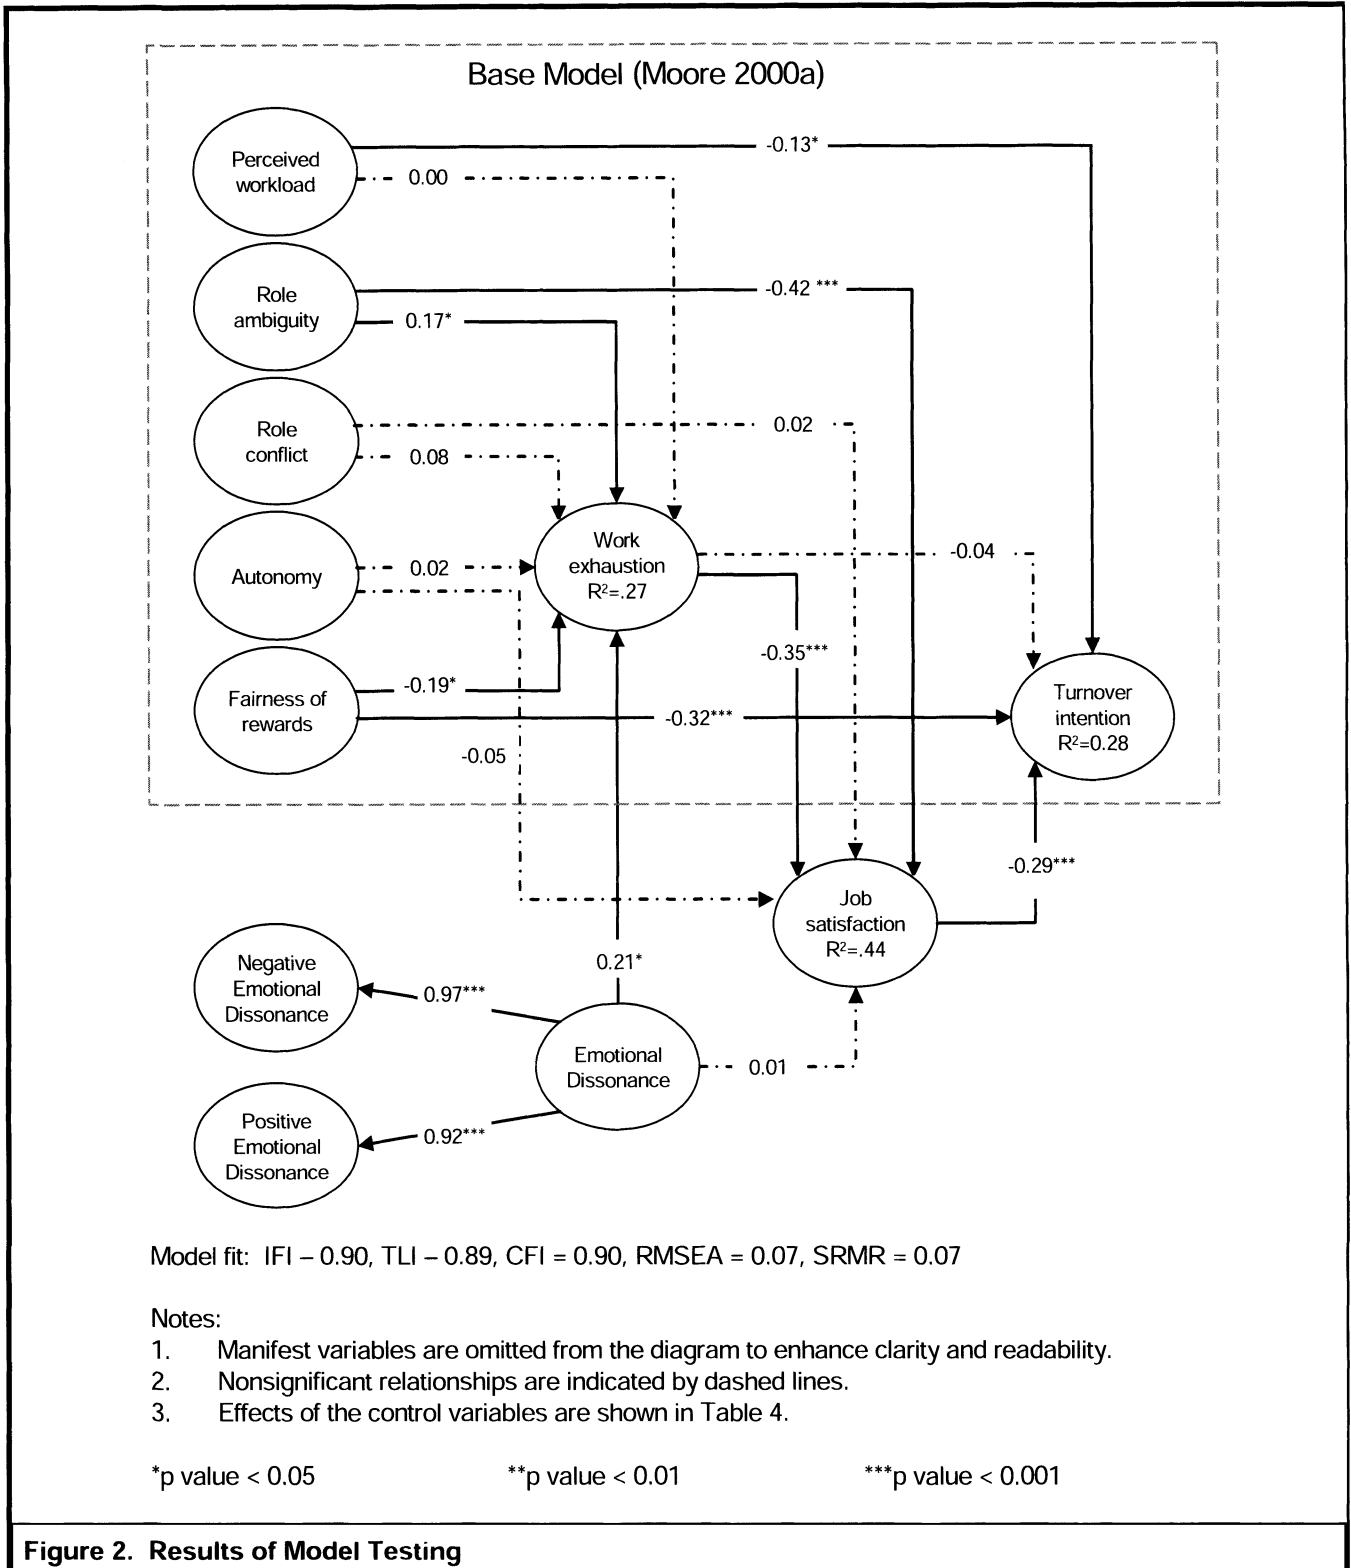 Base Model (Moore 2000a)
Perceived
workload
-0.13*
0.00
Role
ambiguity
-0.42 ***
0.17*
Role
conflict
0.02
0.08
Autonomy
0.02
Work
exhaustion
R²=.27
-0.04
-0.35***
Fairness of
rewards
-0.19*
-0.32***
-0.05
Turnover
intention
R²=0.28
-0.29***
Job
satisfaction
R²=.44
Negative
Emotional
Dissonance
0.97***
0.21*
Emotional
Dissonance
0.01
Positive
Emotional
Dissonance
0.92***
Model fit: IFI – 0.90, TLI – 0.89, CFI = 0.90, RMSEA = 0.07, SRMR = 0.07
Notes:
1. Manifest variables are omitted from the diagram to enhance clarity and readability.
2. Nonsignificant relationships are indicated by dashed lines.
3. Effects of the control variables are shown in Table 4.
*p value < 0.05 **p value < 0.01 ***p value < 0.001
Figure 2. Results of Model Testing